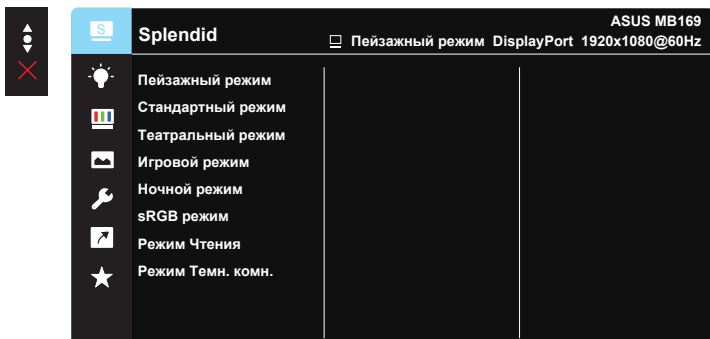 S
Splendid
ASUS MB169
Пейзажный режим DisplayPort 1920x1080@60Hz
Пейзажный режим
Стандартный режим
Театральный режим
Игровой режим
Ночной режим
sRGB режим
Режим Чтения
Режим Темн. комн.